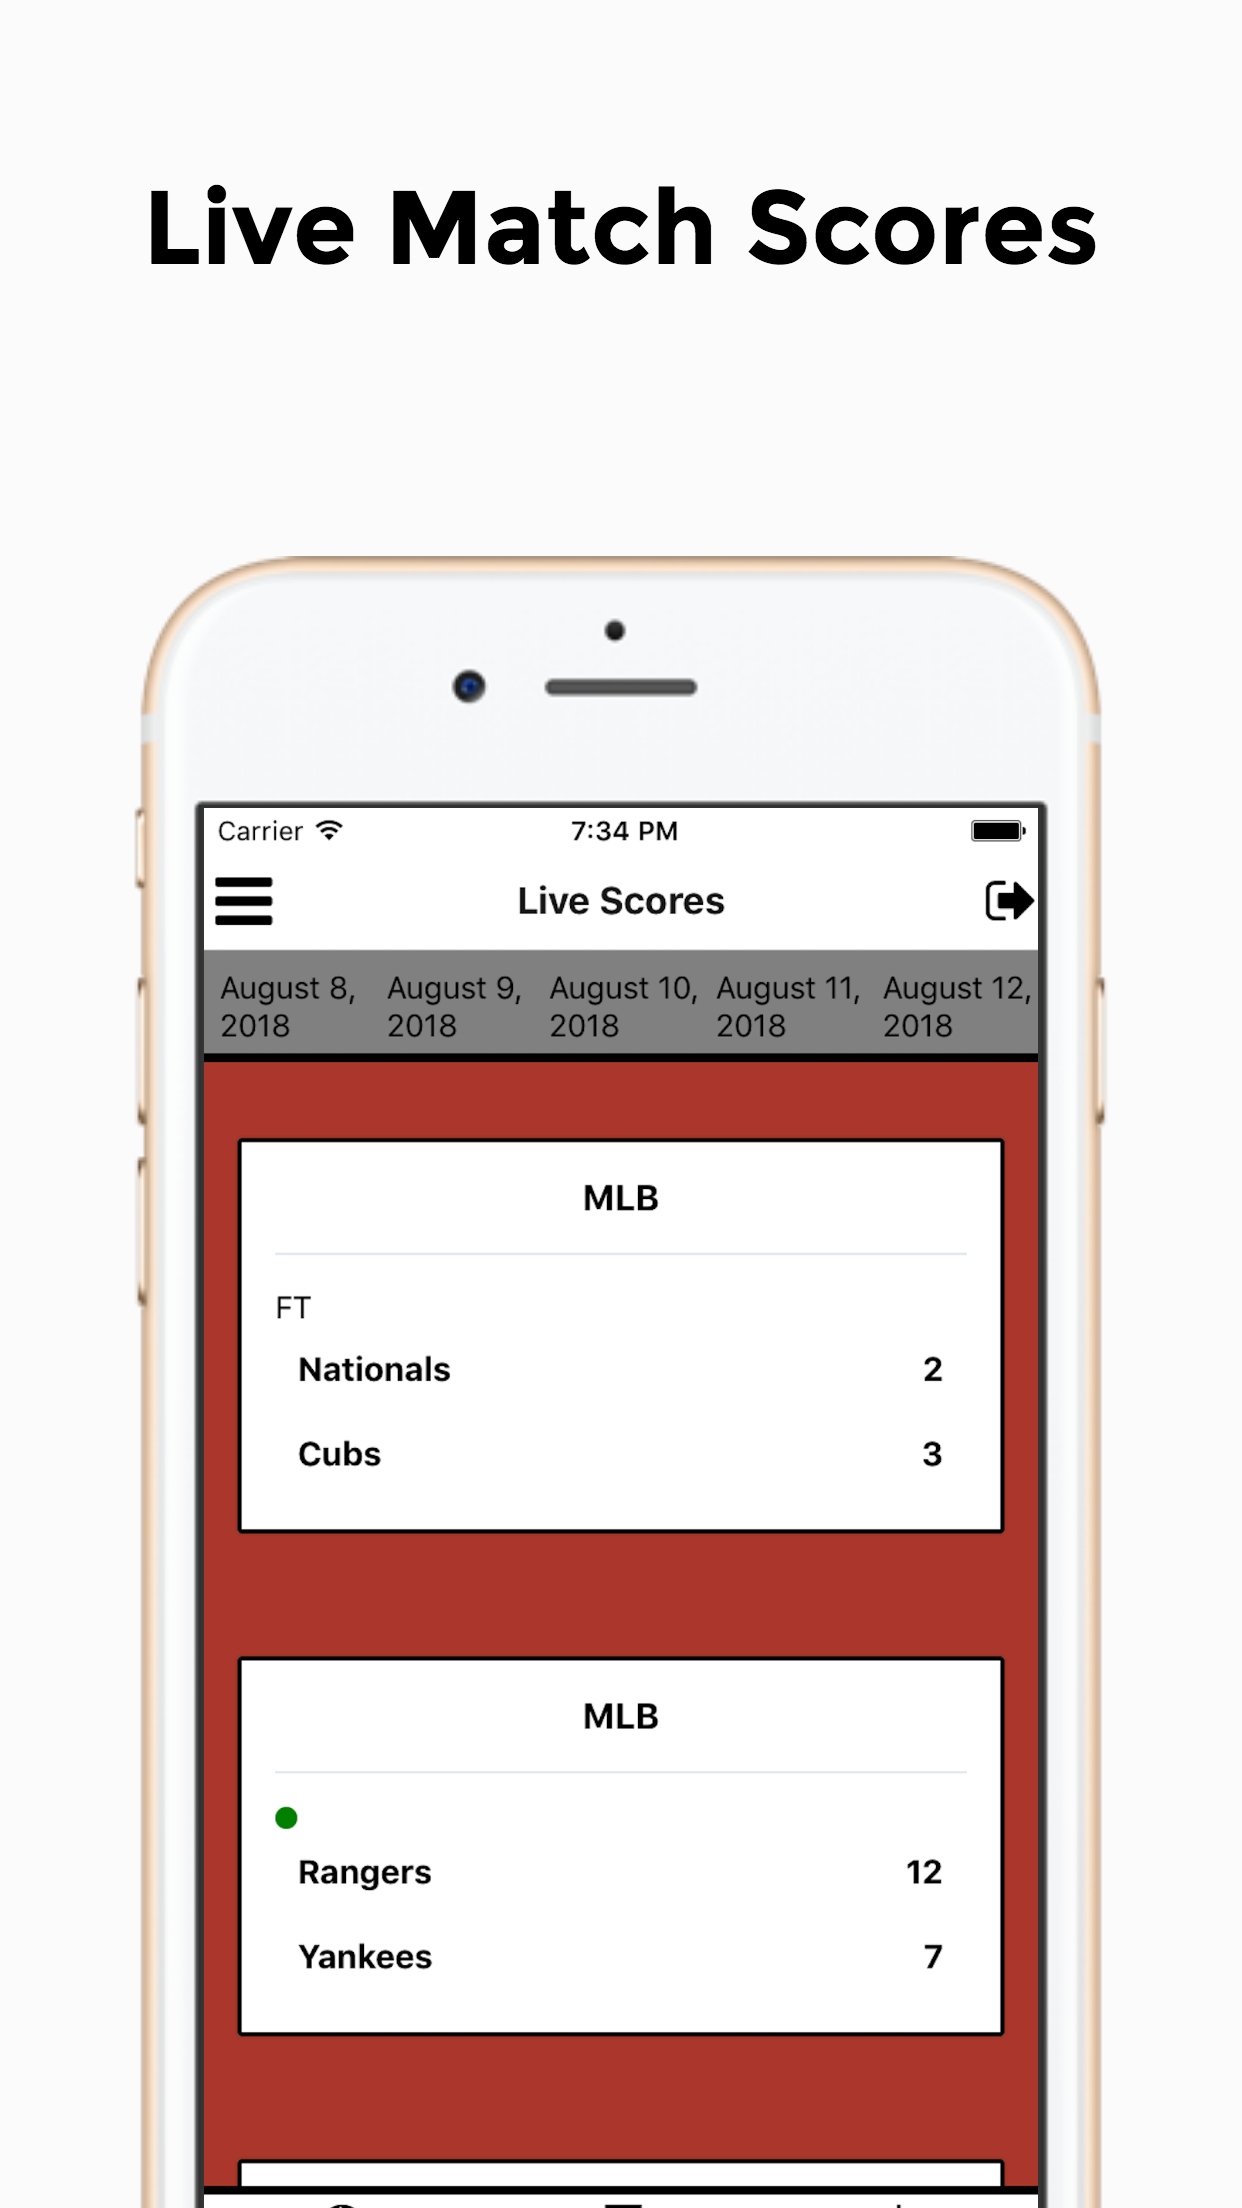 Live Match Scores
Carrier 7:34 PM
Live Scores
August 8, August 9, August 10, August 11, August 12,
2018 2018 2018 2018 2018
MLB
FT
Nationals 2
Cubs 3
MLB
Rangers 12
Yankees 7